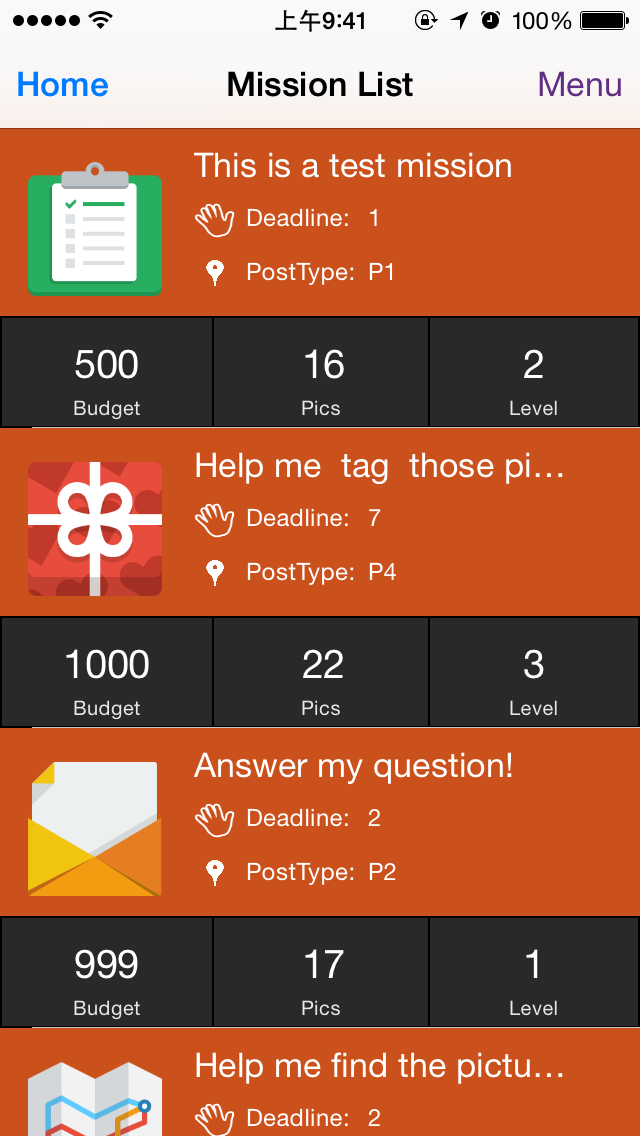 上午9:41 100%
Home Mission List Menu
This is a test mission
Deadline: 1
PostType: P1
500 16 2
Budget Pics Level
Help me  tag  those pi...
Deadline: 7
PostType: P4
1000 22 3
Budget Pics Level
Answer my question!
Deadline: 2
PostType: P2
999 17 1
Budget Pics Level
Help me find the pictu...
Deadline: 2